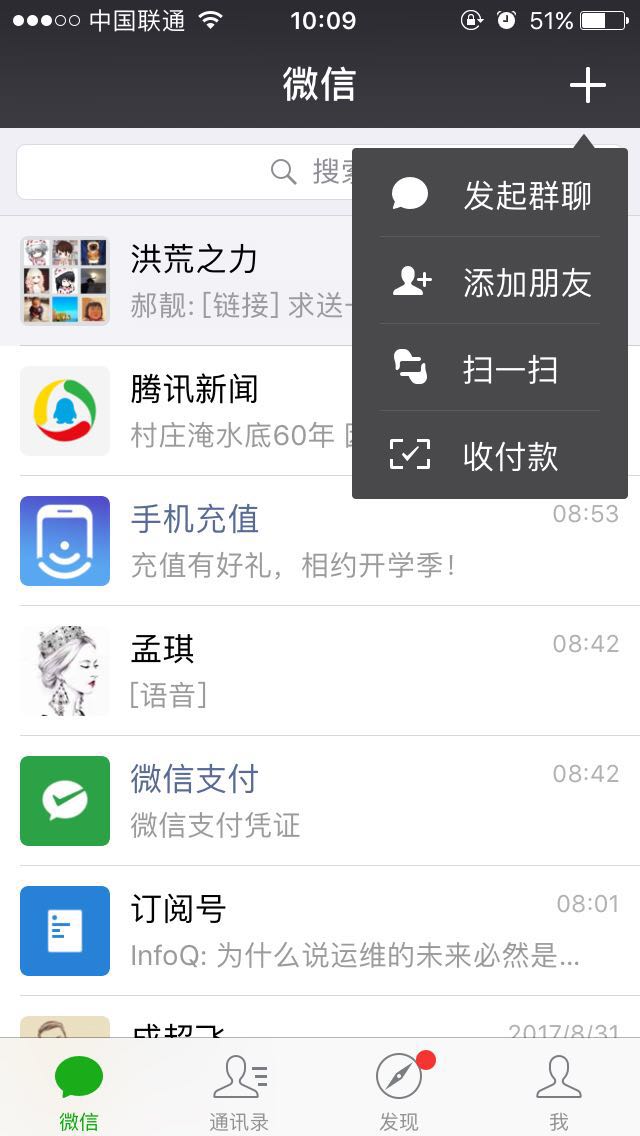 中国联通 10:09 51%
微信
搜索
发起群聊
添加朋友
扫一扫
收付款
洪荒之力
郝靓: [链接] 求送
腾讯新闻
村庄淹水底60年
手机充值 08:53
充值有好礼，相约开学季！
孟琪 08:42
[语音]
微信支付 08:42
微信支付凭证
订阅号 08:01
InfoQ: 为什么说运维的未来必然是...
成超飞 2017/8/31
微信 通讯录 发现 我